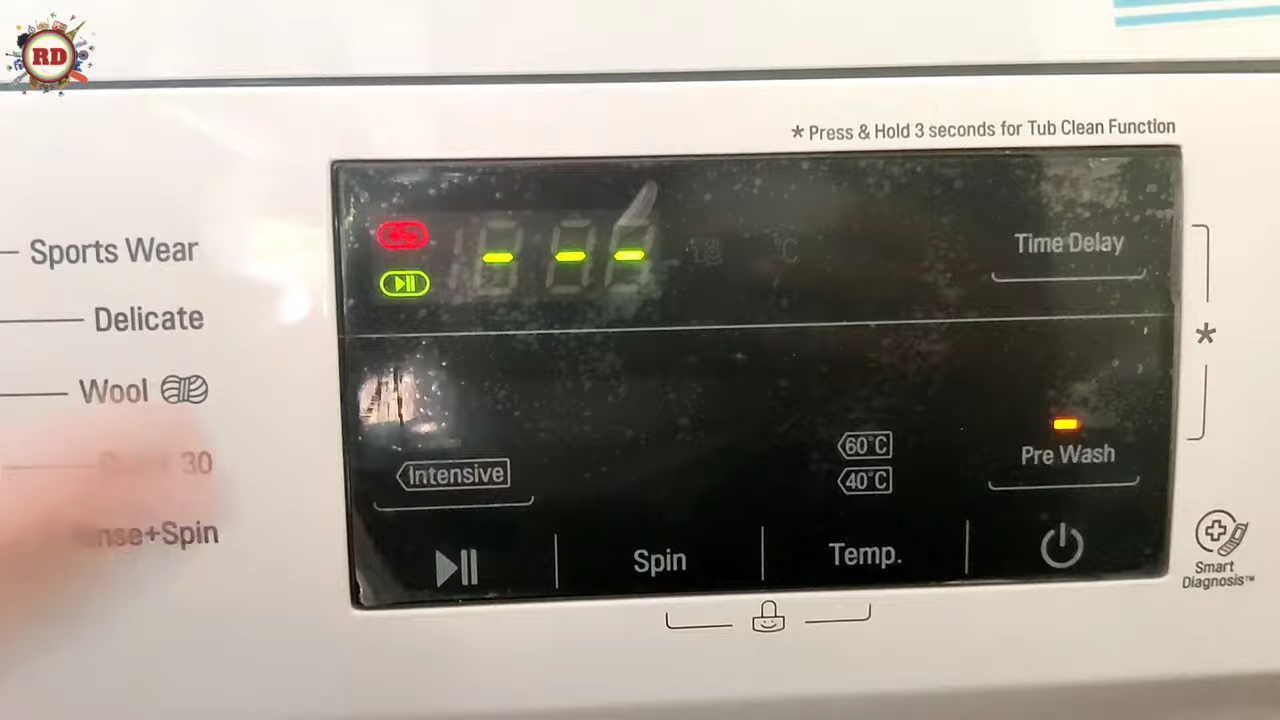 RD
* Press & Hold 3 seconds for Tub Clean Function
Sports Wear
Delicate
Wool
30
Rinse+Spin
- - -
Time Delay
*
60°C
40°C
Intensive
Pre Wash
Spin
Temp.
Smart
Diagnosis™